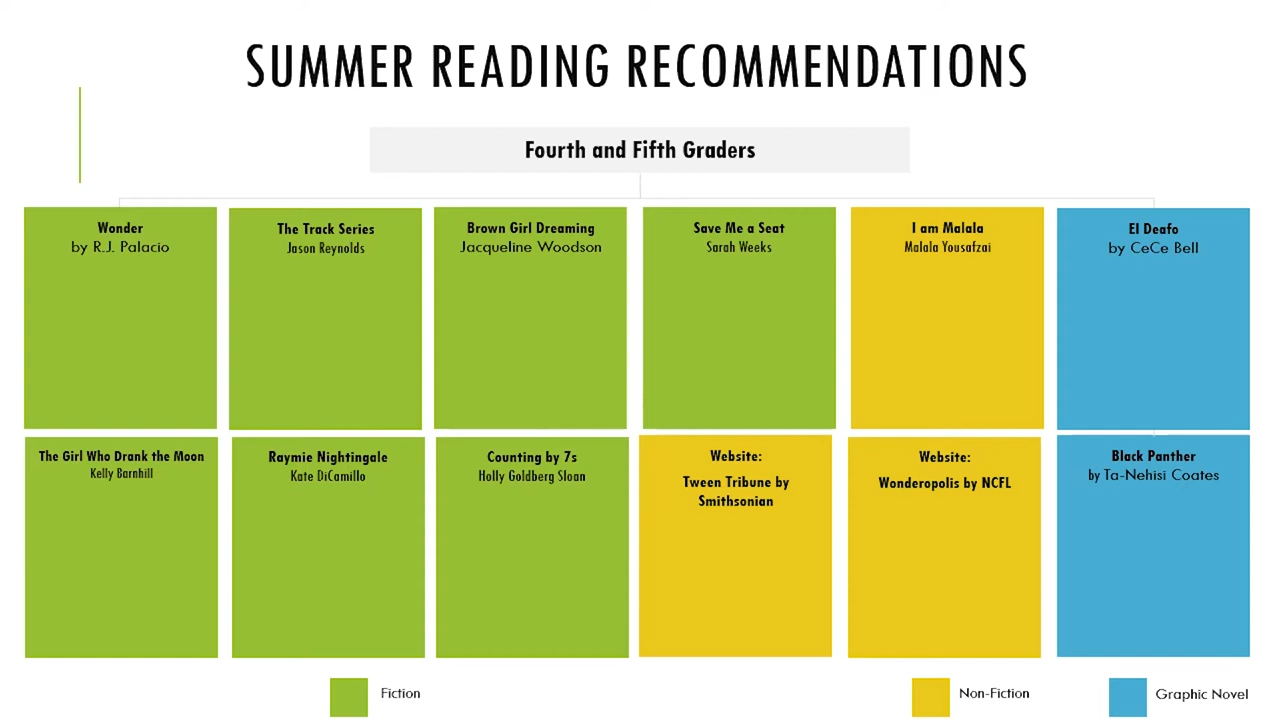 SUMMER READING RECOMMENDATIONS
Fourth and Fifth Graders
Wonder
by R.J. Palacio
The Track Series
Jason Reynolds
Brown Girl Dreaming
Jacqueline Woodson
Save Me a Seat
Sarah Weeks
I am Malala
Malala Yousafzai
El Deafo
by CeCe Bell
The Girl Who Drank the Moon
Kelly Barnhill
Raymie Nightingale
Kate DiCamillo
Counting by 7s
Holly Goldberg Sloan
Website:
Tween Tribune by
Smithsonian
Website:
Wonderopolis by NCFL
Black Panther
by Ta-Nehisi Coates
Fiction
Non-Fiction
Graphic Novel